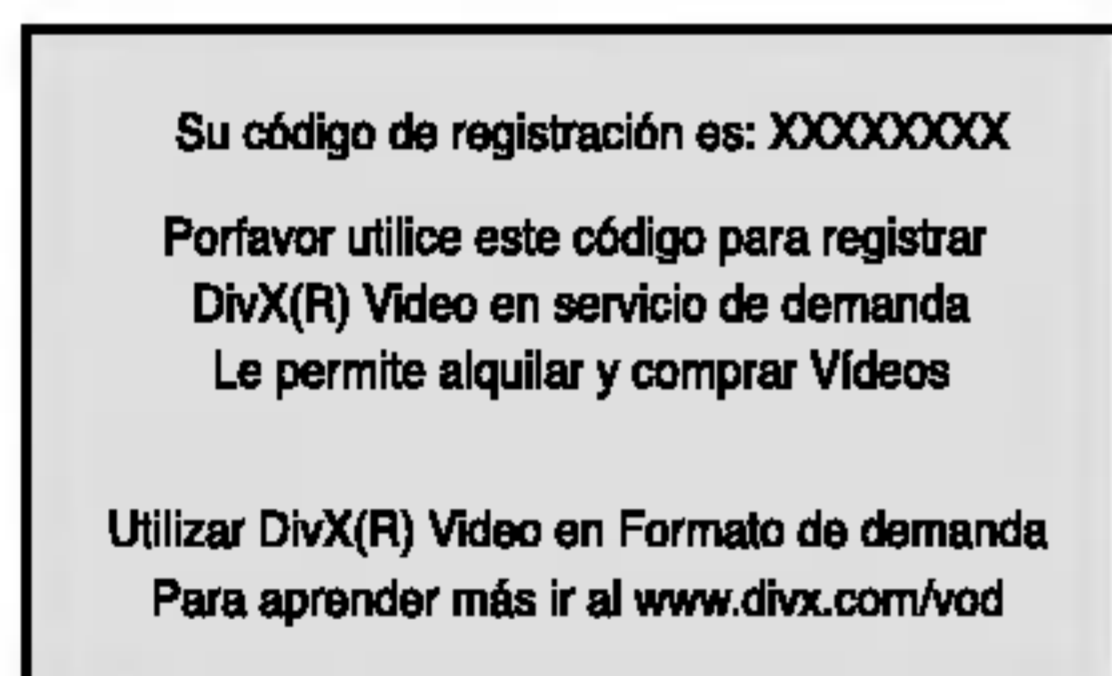 Su código de registración es: XXXXXXXX
Porfavor utilice este código para registrar
DivX(R) Video en servicio de demanda
Le permite alquilar y comprar Vídeos
Utilizar DivX(R) Video en Formato de demanda
Para aprender más ir al www.divx.com/vod